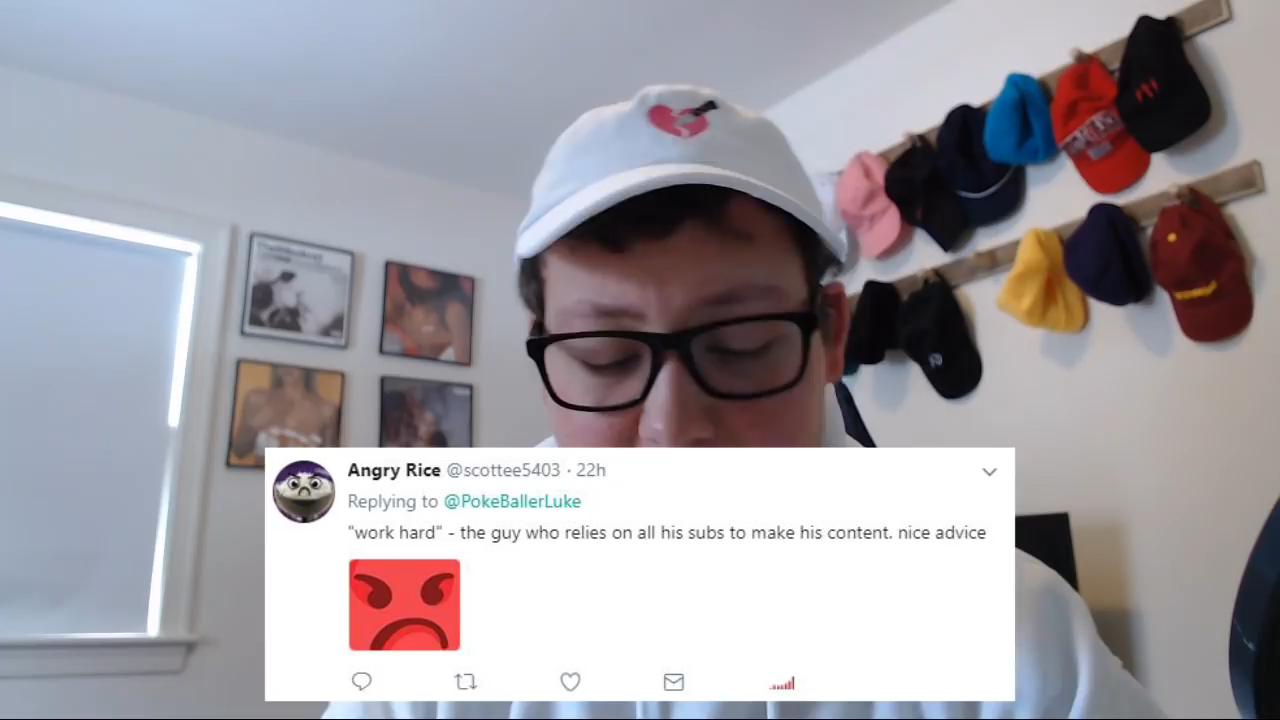 Angry Rice @scottee5403 · 22h
Replying to @PokeBallerLuke
"work hard" - the guy who relies on all his subs to make his content. nice advice